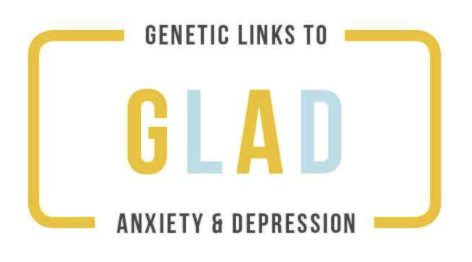 GENETIC LINKS TO
GLAD
ANXIETY & DEPRESSION